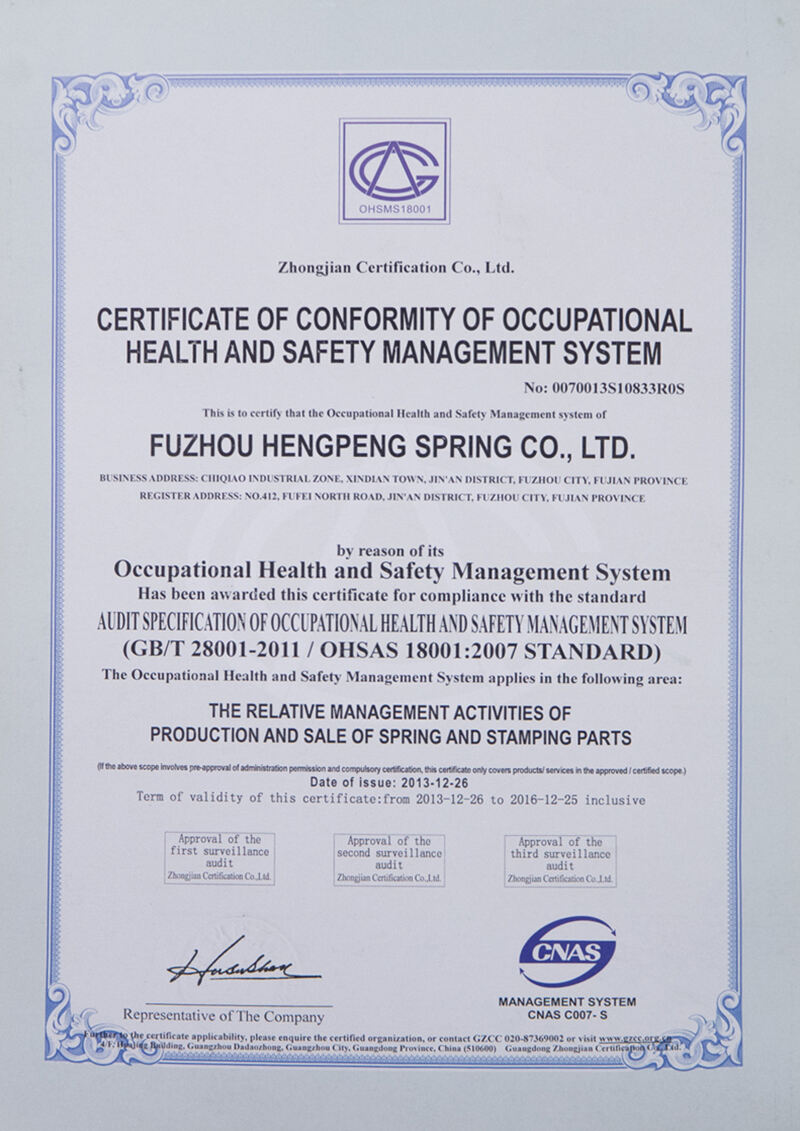 OHSMS18001
Zhongjian Certification Co., Ltd.
CERTIFICATE OF CONFORMITY OF OCCUPATIONAL
HEALTH AND SAFETY MANAGEMENT SYSTEM
No: 0070013S10833R0S
This is to certify that the Occupational Health and Safety Management system of
FUZHOU HENGPENG SPRING CO., LTD.
BUSINESS ADDRESS: CHIQIAO INDUSTRIAL ZONE, XINDIAN TOWN, JIN'AN DISTRICT, FUZHOU CITY, FUJIAN PROVINCE
REGISTER ADDRESS: NO.412, FUFEI NORTH ROAD, JIN'AN DISTRICT, FUZHOU CITY, FUJIAN PROVINCE
by reason of its
Occupational Health and Safety Management System
Has been awarded this certificate for compliance with the standard
AUDIT SPECIFICATION OF OCCUPATIONAL HEALTH AND SAFETY MANAGEMENT SYSTEM
(GB/T 28001-2011 / OHSAS 18001:2007 STANDARD)
The Occupational Health and Safety Management System applies in the following area:
THE RELATIVE MANAGEMENT ACTIVITIES OF
PRODUCTION AND SALE OF SPRING AND STAMPING PARTS
(If the above scope involves pre-approval of administration permission and compulsory certification, this certificate only covers products/ services in the approved / certified scope.)
Date of issue: 2013-12-26
Term of validity of this certificate:from 2013-12-26 to 2016-12-25 inclusive
Approval of the
first surveillance
audit
Zhongjian Certification Co.,Ltd.
Approval of the
second surveillance
audit
Zhongjian Certification Co.,Ltd.
Approval of the
third surveillance
audit
Zhongjian Certification Co.,Ltd.
CNAS
MANAGEMENT SYSTEM
CNAS C007- S
Representative of The Company
Further to the certificate applicability, please enquire the certified organization, or contact GZCC 020-87369002 or visit www.gzcc.org.cn
4/F, Building, Guangzhou Dadaozhong, Guangzhou City, Guangdong Province, China (510600) Guangdong Zhongjian Certification Co., Ltd.